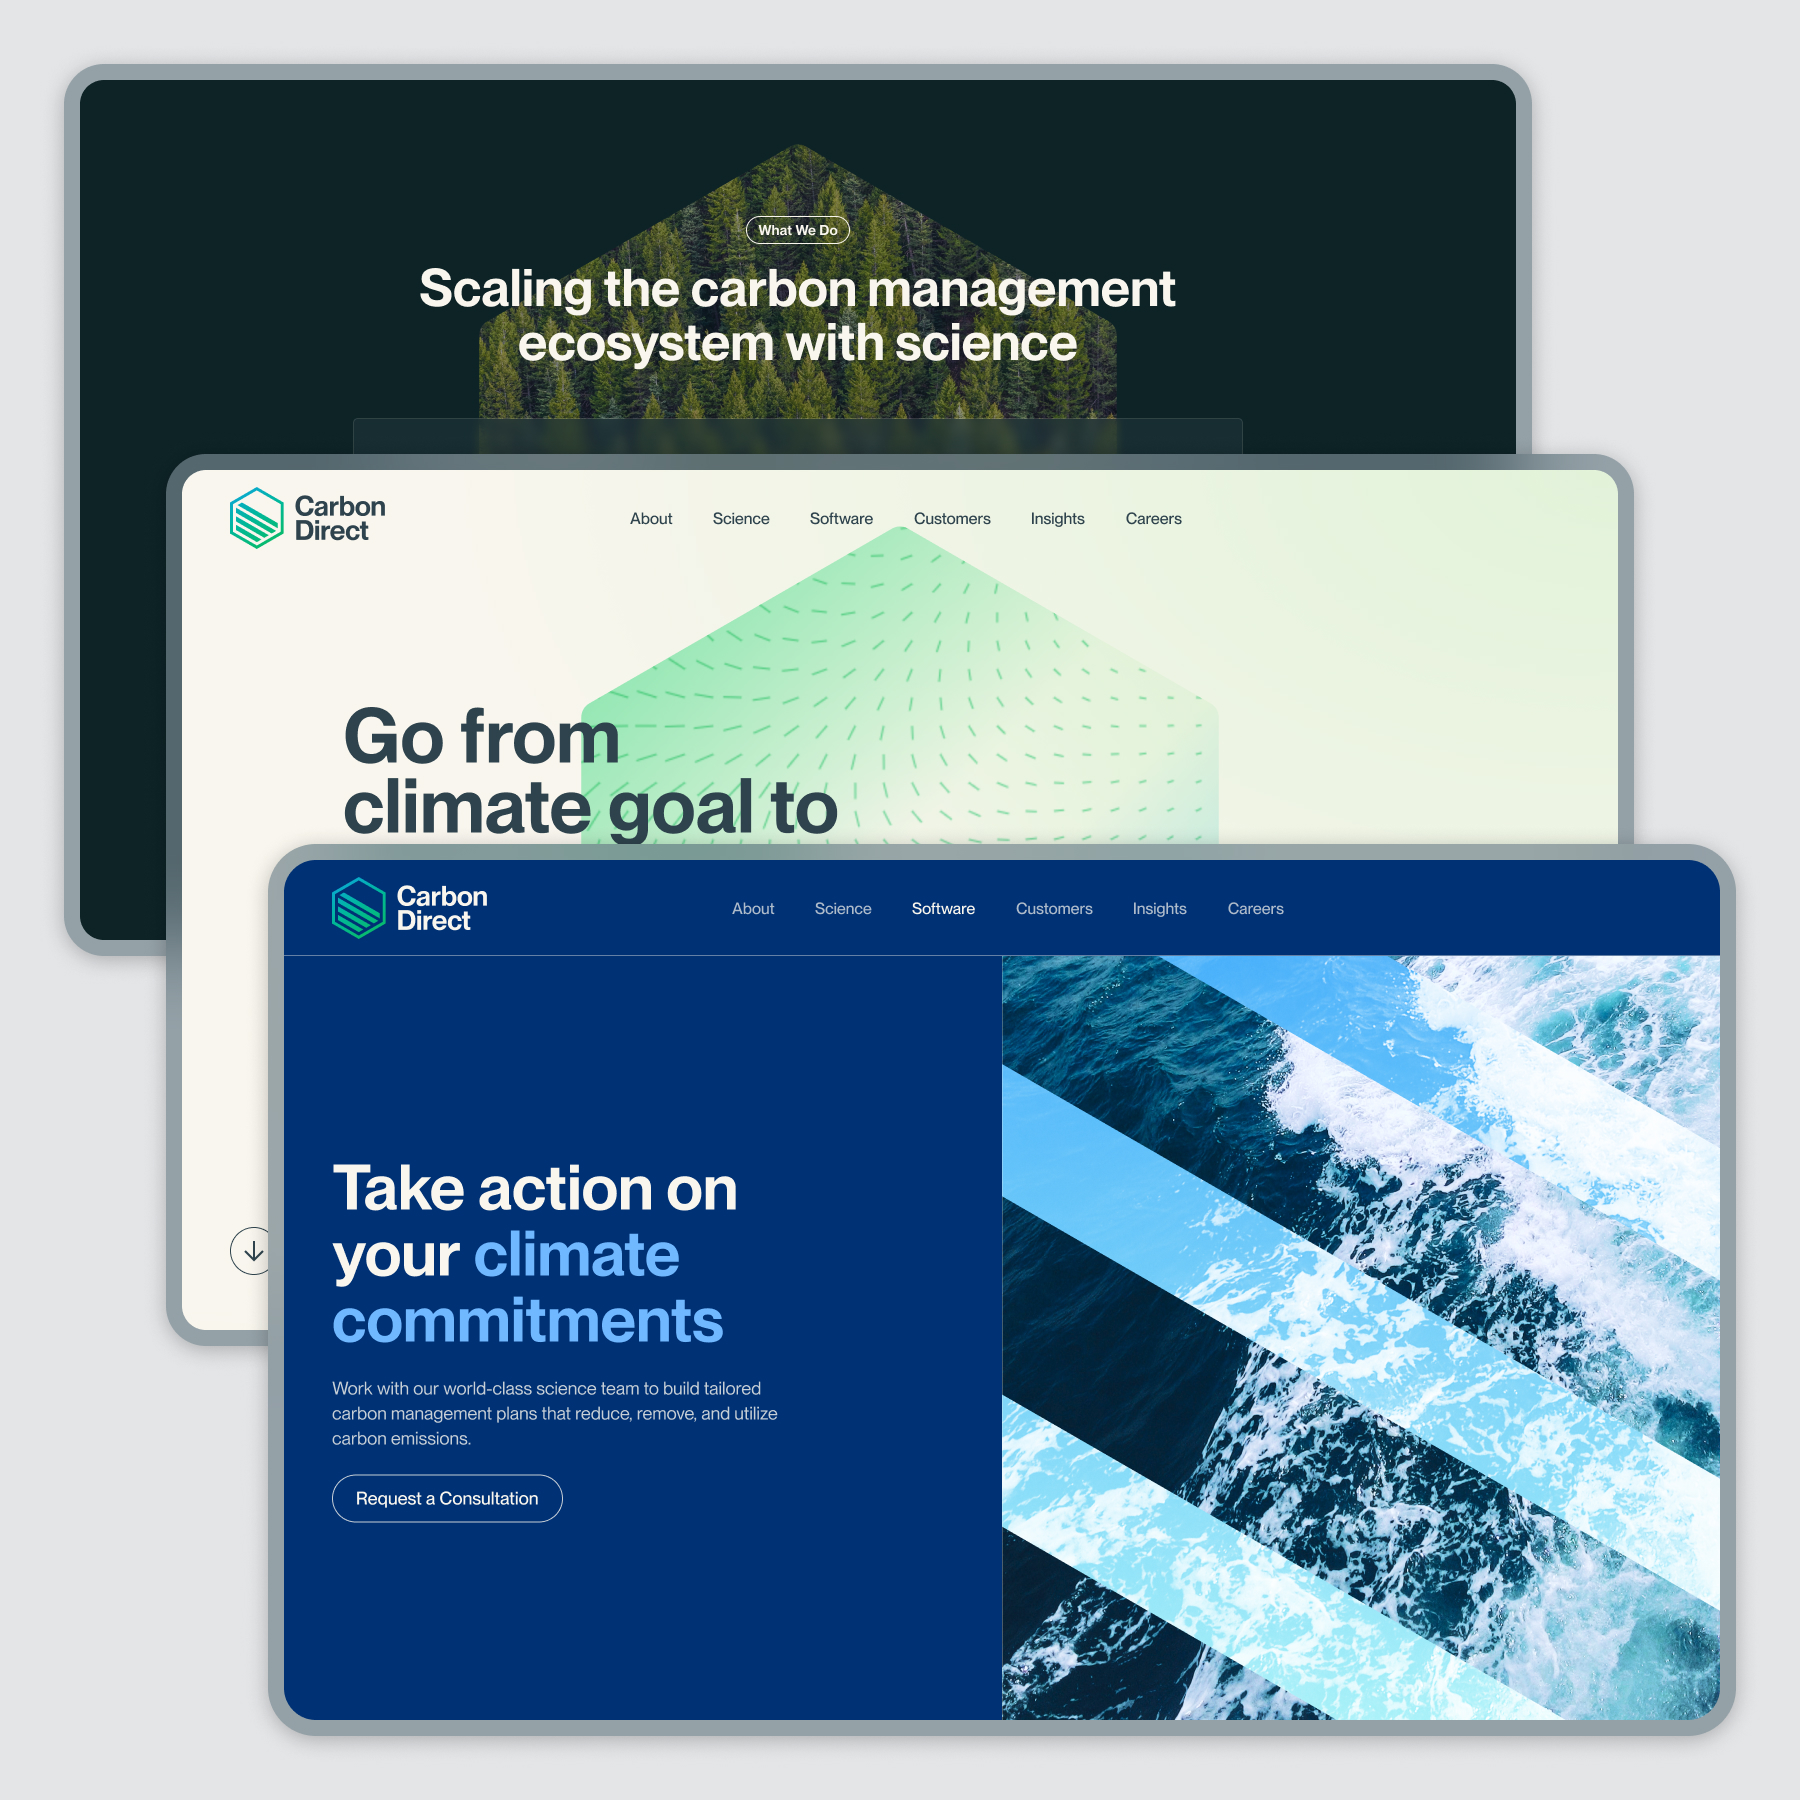 What We Do
Scaling the carbon management
ecosystem with science
Carbon
Direct
About Science Software Customers Insights Careers
Go from
climate goal to
Carbon
Direct
About Science Software Customers Insights Careers
Take action on
your climate
commitments
Work with our world-class science team to build tailored
carbon management plans that reduce, remove, and utilize
carbon emissions.
Request a Consultation